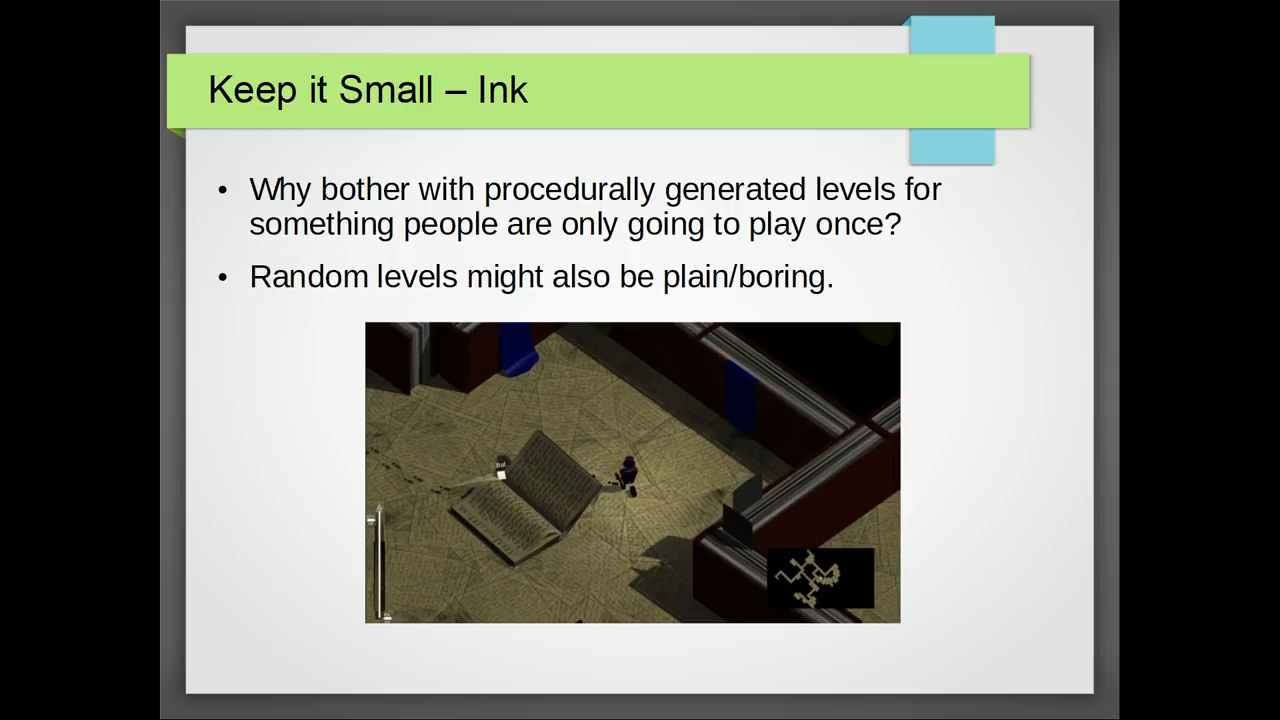 Keep it Small – Ink
• Why bother with procedurally generated levels for
something people are only going to play once?
• Random levels might also be plain/boring.